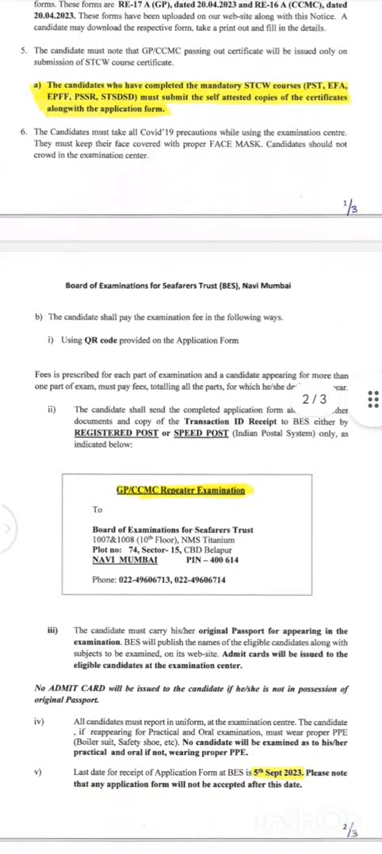 forms. These forms are RE-17 A (GP), dated 20.04.2023 and RE-16 A (CCMC), dated
20.04.2023. These forms have been uploaded on our web-site along with this Notice. A
candidate may download the respective form, take a print out and fill in the details.
5. The candidate must note that GP/CCMC passing out certificate will be issued only on
submission of STCW course certificate.
a) The candidates who have completed the mandatory STCW courses (PST, EFA,
EPFF, PSSR, STSDSD) must submit the self attested copies of the certificates
alongwith the application form.
6. The Candidates must take all Covid'19 precautions while using the examination centre.
They must keep their face covered with proper FACE MASK. Candidates should not
crowd in the examination center.
1/3
Board of Examinations for Seafarers Trust (BES), Navi Mumbai
b) The candidate shall pay the examination fee in the following ways.
i) Using QR code provided on the Application Form
Fees is prescribed for each part of examination and a candidate appearing for more than
one part of exam, must pay fees, totalling all the parts, for which he/she
2 / 3
ii) The candidate shall send the completed application form
documents and copy of the Transaction ID Receipt to BES either by
REGISTERED POST or SPEED POST (Indian Postal System) only, as
indicated below:
GP/CCMC Repeater Examination
To
Board of Examinations for Seafarers Trust
1007&1008 (10th Floor), NMS Titanium
Plot no: 74, Sector- 15, CBD Belapur
NAVI MUMBAI PIN – 400 614
Phone: 022-49606713, 022-49606714
iii) The candidate must carry his/her original Passport for appearing in the
examination. BES will publish the names of the eligible candidates along with
subjects to be examined, on its web-site. Admit cards will be issued to the
eligible candidates at the examination center.
No ADMIT CARD will be issued to the candidate if he/she is not in possession of
original Passport.
iv) All candidates must report in uniform, at the examination centre. The candidate
, if reappearing for Practical and Oral examination, must wear proper PPE
(Boiler suit, Safety shoe, etc). No candidate will be examined as to his/her
practical and oral if not, wearing proper PPE.
v) Last date for receipt of Application Form at BES is 5th Sept 2023. Please note
that any application form will not be accepted after this date.
2/3